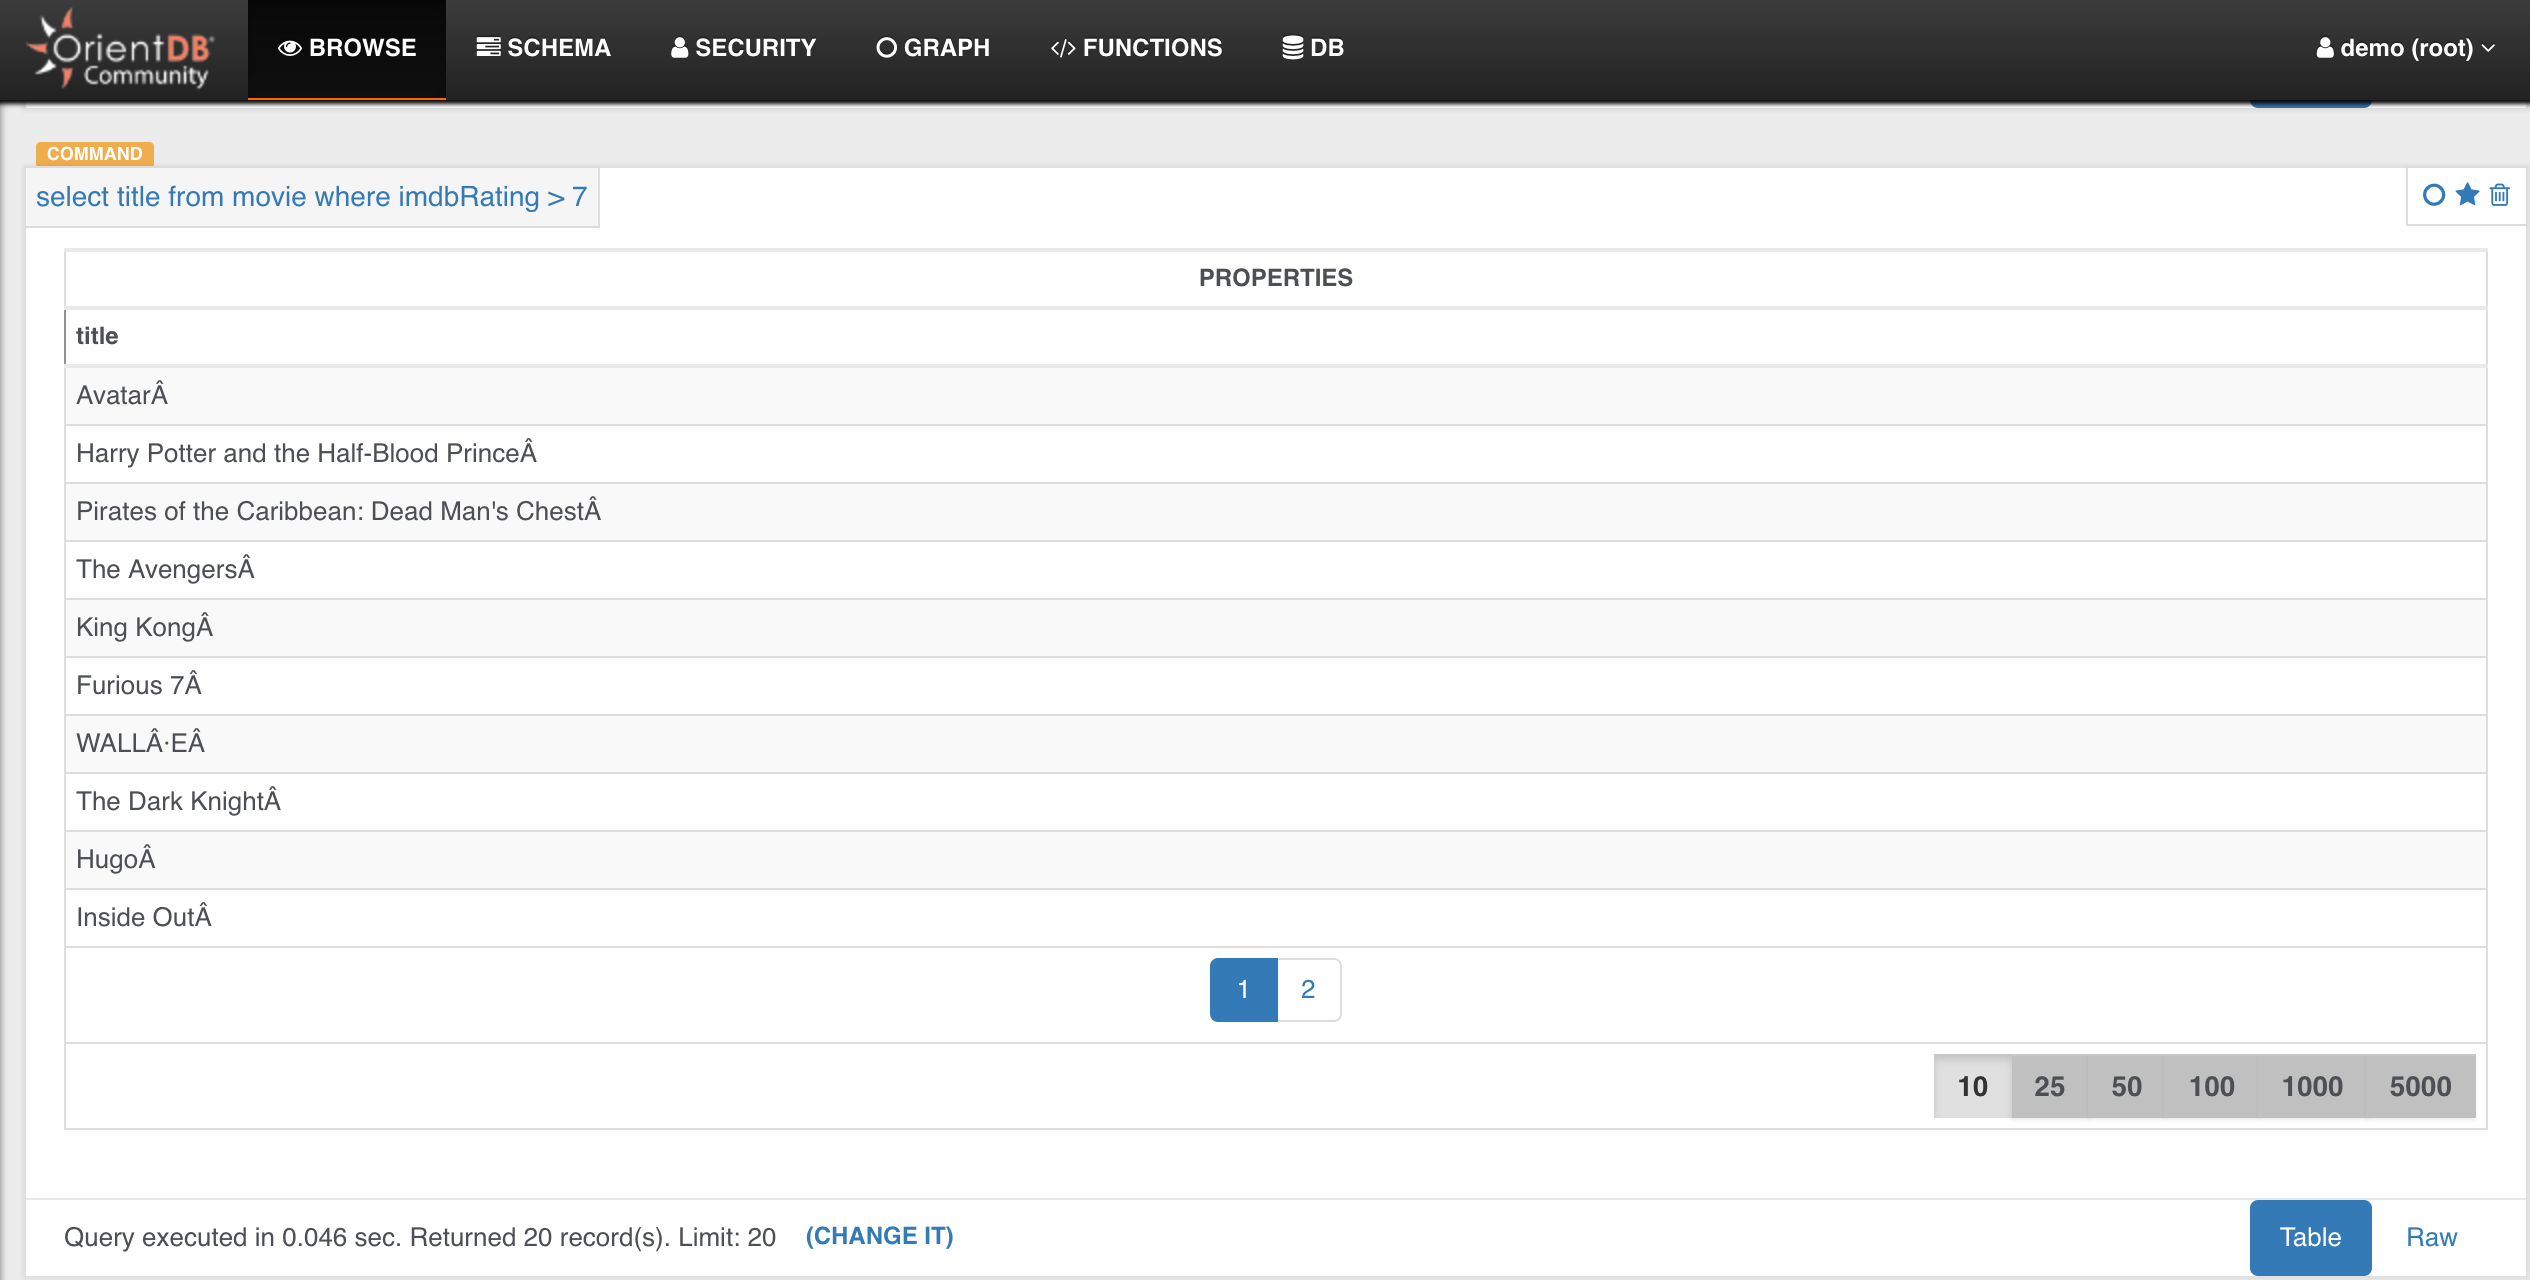 OrientDB
Community
BROWSE
SCHEMA
SECURITY
GRAPH
</> FUNCTIONS
DB
demo (root)
COMMAND
select title from movie where imdbRating > 7
PROPERTIES
title
AvatarÂ
Harry Potter and the Half-Blood PrinceÂ
Pirates of the Caribbean: Dead Man's ChestÂ
The AvengersÂ
King KongÂ
Furious 7Â
WALLÂ·EÂ
The Dark KnightÂ
HugoÂ
Inside OutÂ
1 2
10 25 50 100 1000 5000
Query executed in 0.046 sec. Returned 20 record(s). Limit: 20 (CHANGE IT)
Table Raw